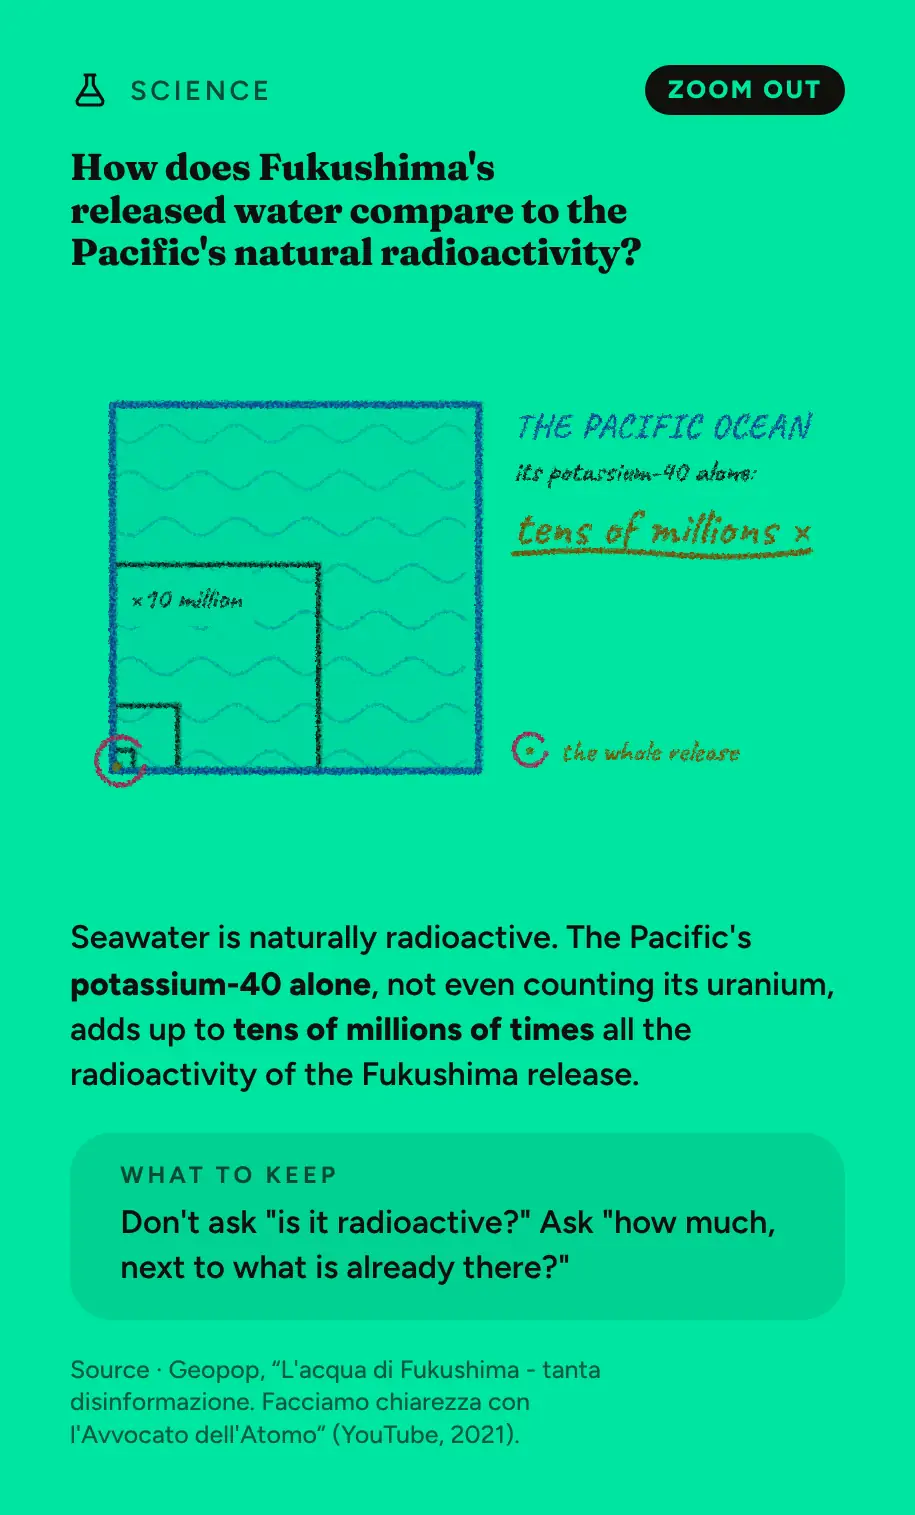 SCIENCE
ZOOM OUT
How does Fukushima's
released water compare to the
Pacific's natural radioactivity?
THE PACIFIC OCEAN
its potassium-40 alone:
tens of millions ×
×10 million
the whole release
Seawater is naturally radioactive. The Pacific's
potassium-40 alone, not even counting its uranium,
adds up to tens of millions of times all the
radioactivity of the Fukushima release.
WHAT TO KEEP
Don't ask "is it radioactive?" Ask "how much,
next to what is already there?"
Source · Geopop, “L'acqua di Fukushima - tanta
disinformazione. Facciamo chiarezza con
l'Avvocato dell'Atomo” (YouTube, 2021).